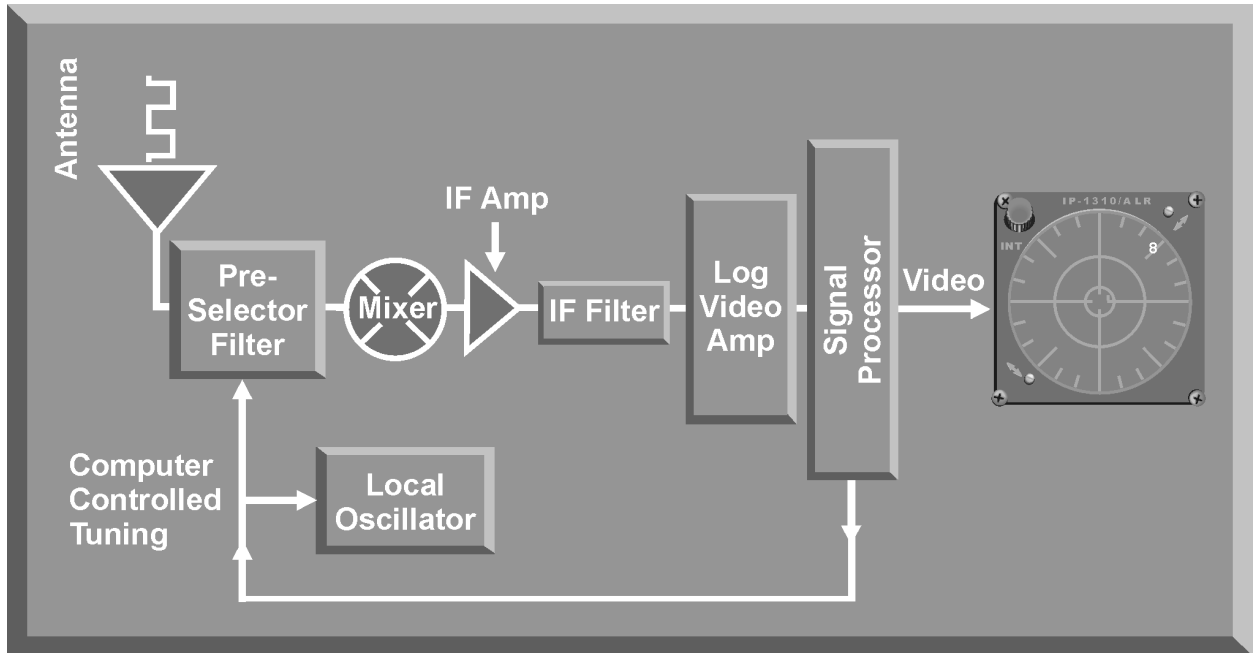 Antenna
IF Amp
Pre-
Selector
Filter
Mixer
IF Filter
Log
Video
Amp
Signal
Processor
Video
IP-1310/ALR
INT
8
Computer
Controlled
Tuning
Local
Oscillator